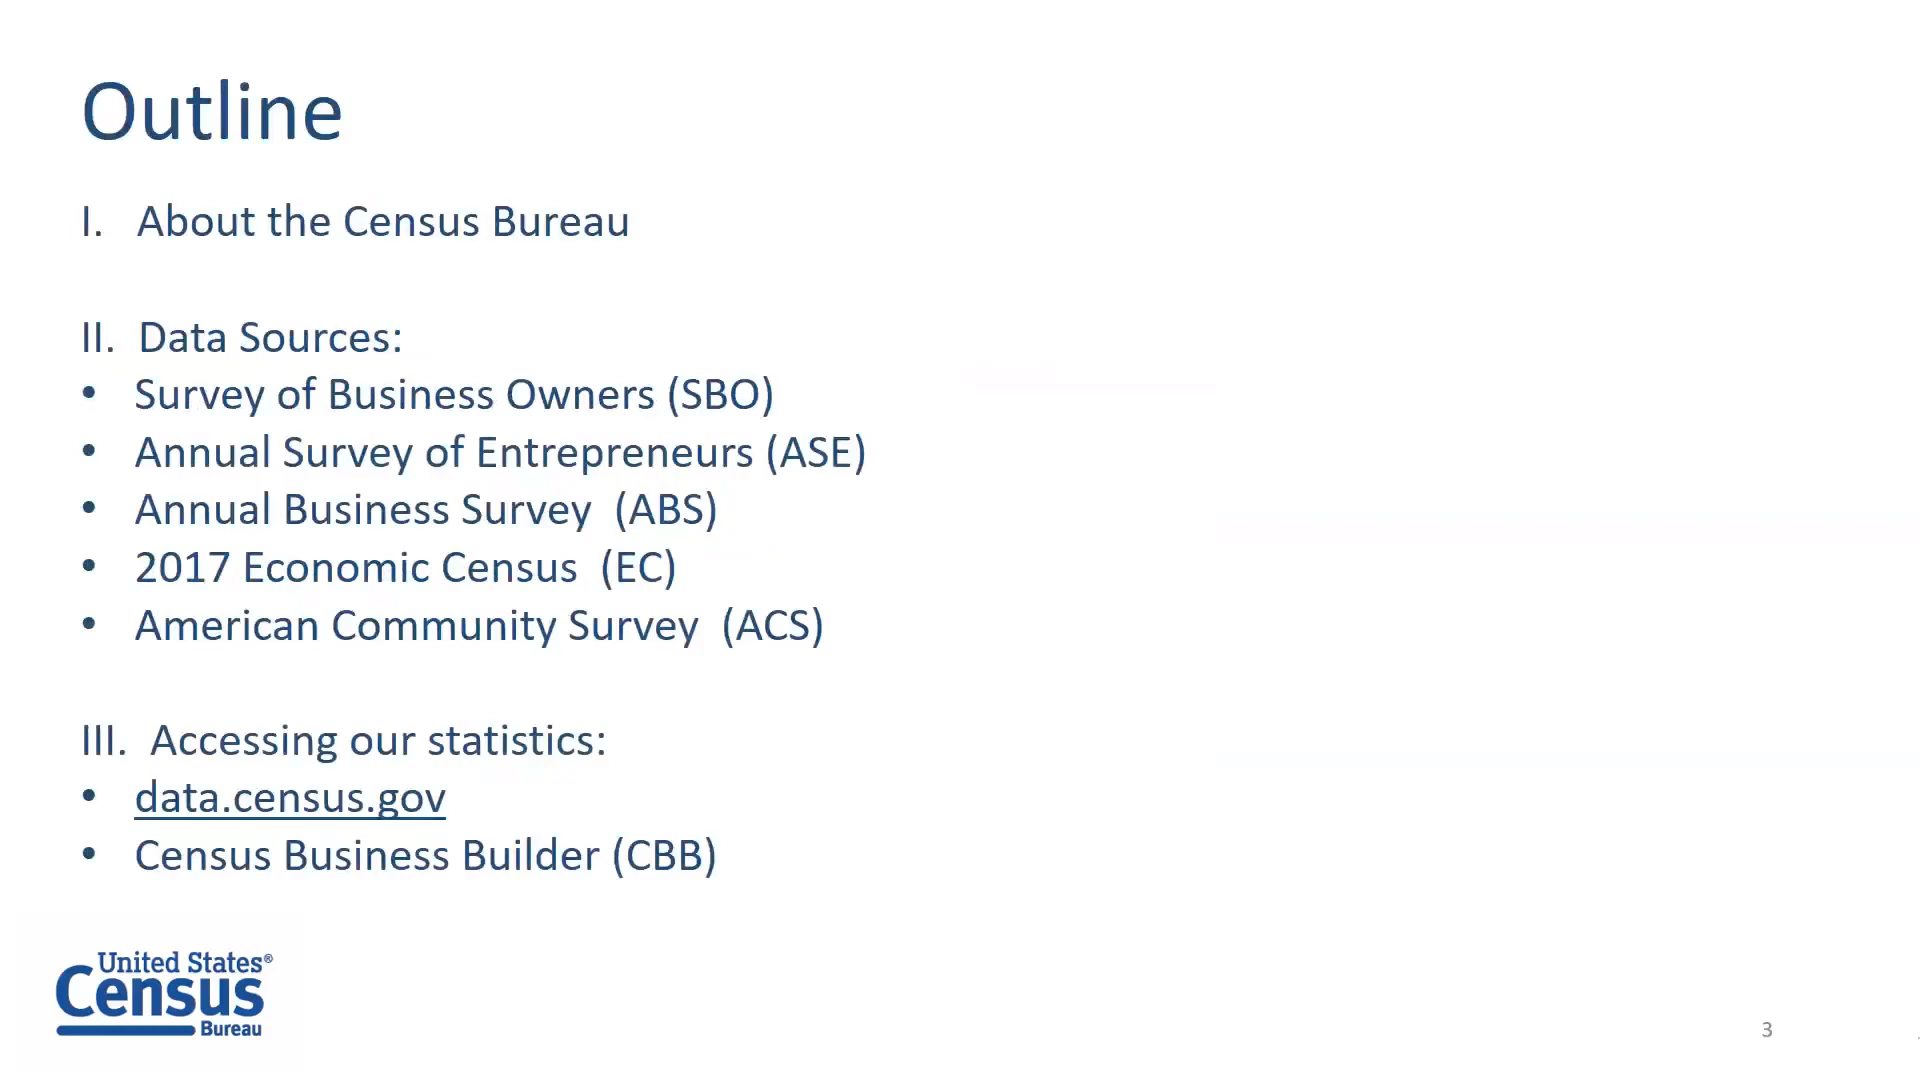 Outline
I. About the Census Bureau
II. Data Sources:
• Survey of Business Owners (SBO)
• Annual Survey of Entrepreneurs (ASE)
• Annual Business Survey  (ABS)
• 2017 Economic Census  (EC)
• American Community Survey  (ACS)
III. Accessing our statistics:
• data.census.gov
• Census Business Builder (CBB)
United States®
Census
Bureau
3